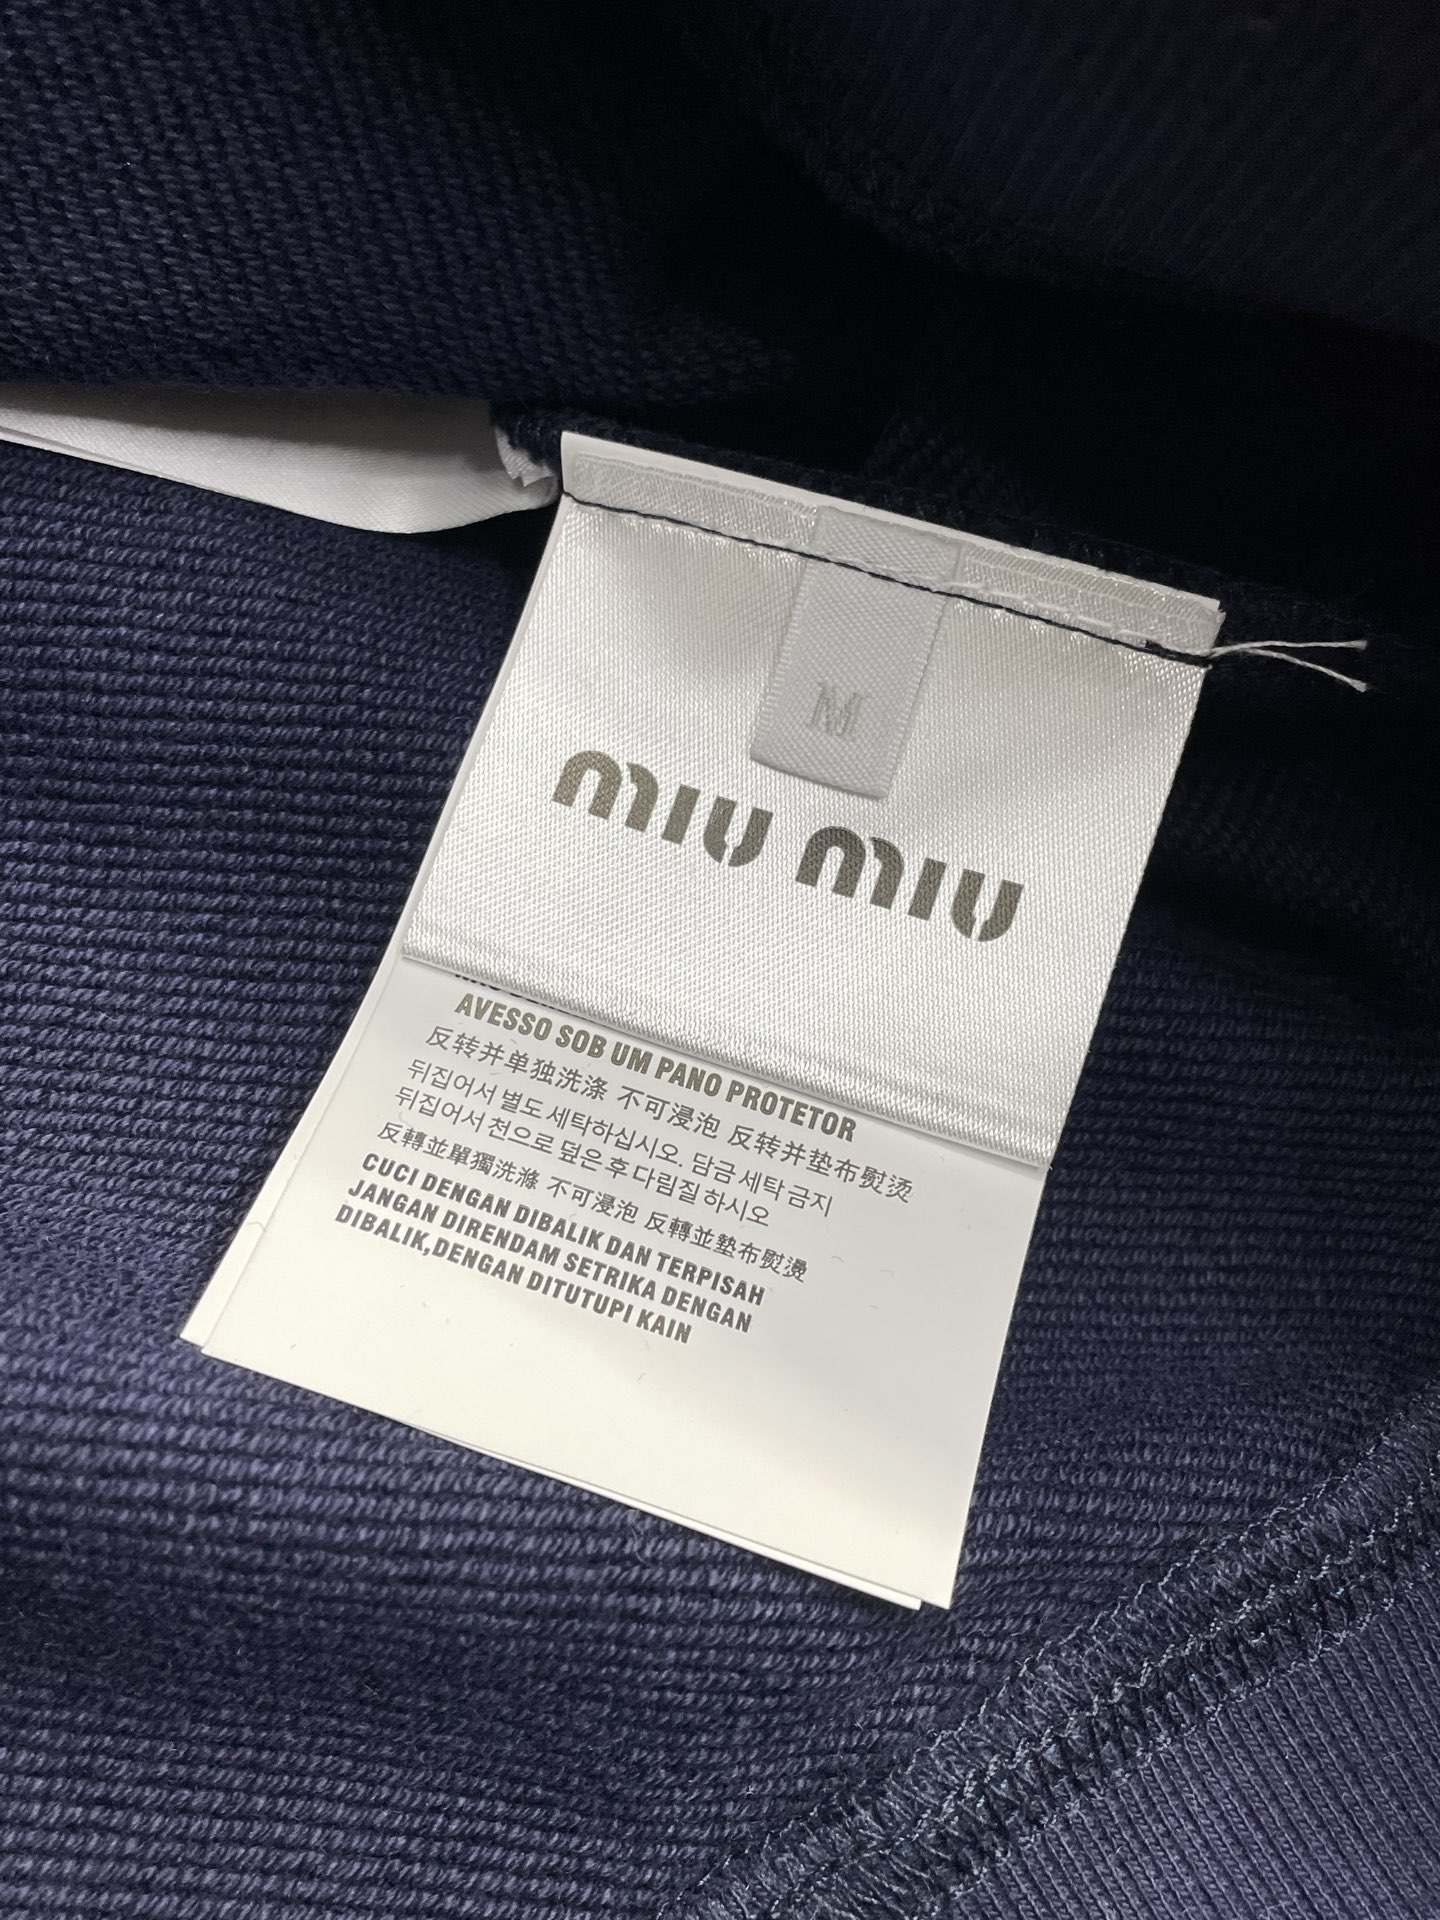 M
miu miu
AVESSO SOB UM PANO PROTETOR
反转并单独洗涤 不可浸泡 反转并垫布熨烫
뒤집어서 별도 세탁하십시오. 담금 세탁 금지
뒤집어서 천으로 덮은 후 다림질 하시오
反轉並單獨洗滌 不可浸泡 反轉並墊布熨燙
CUCI DENGAN DIBALIK DAN TERPISAH
JANGAN DIRENDAM SETRIKA DENGAN
DIBALIK,DENGAN DITUTUPI KAIN